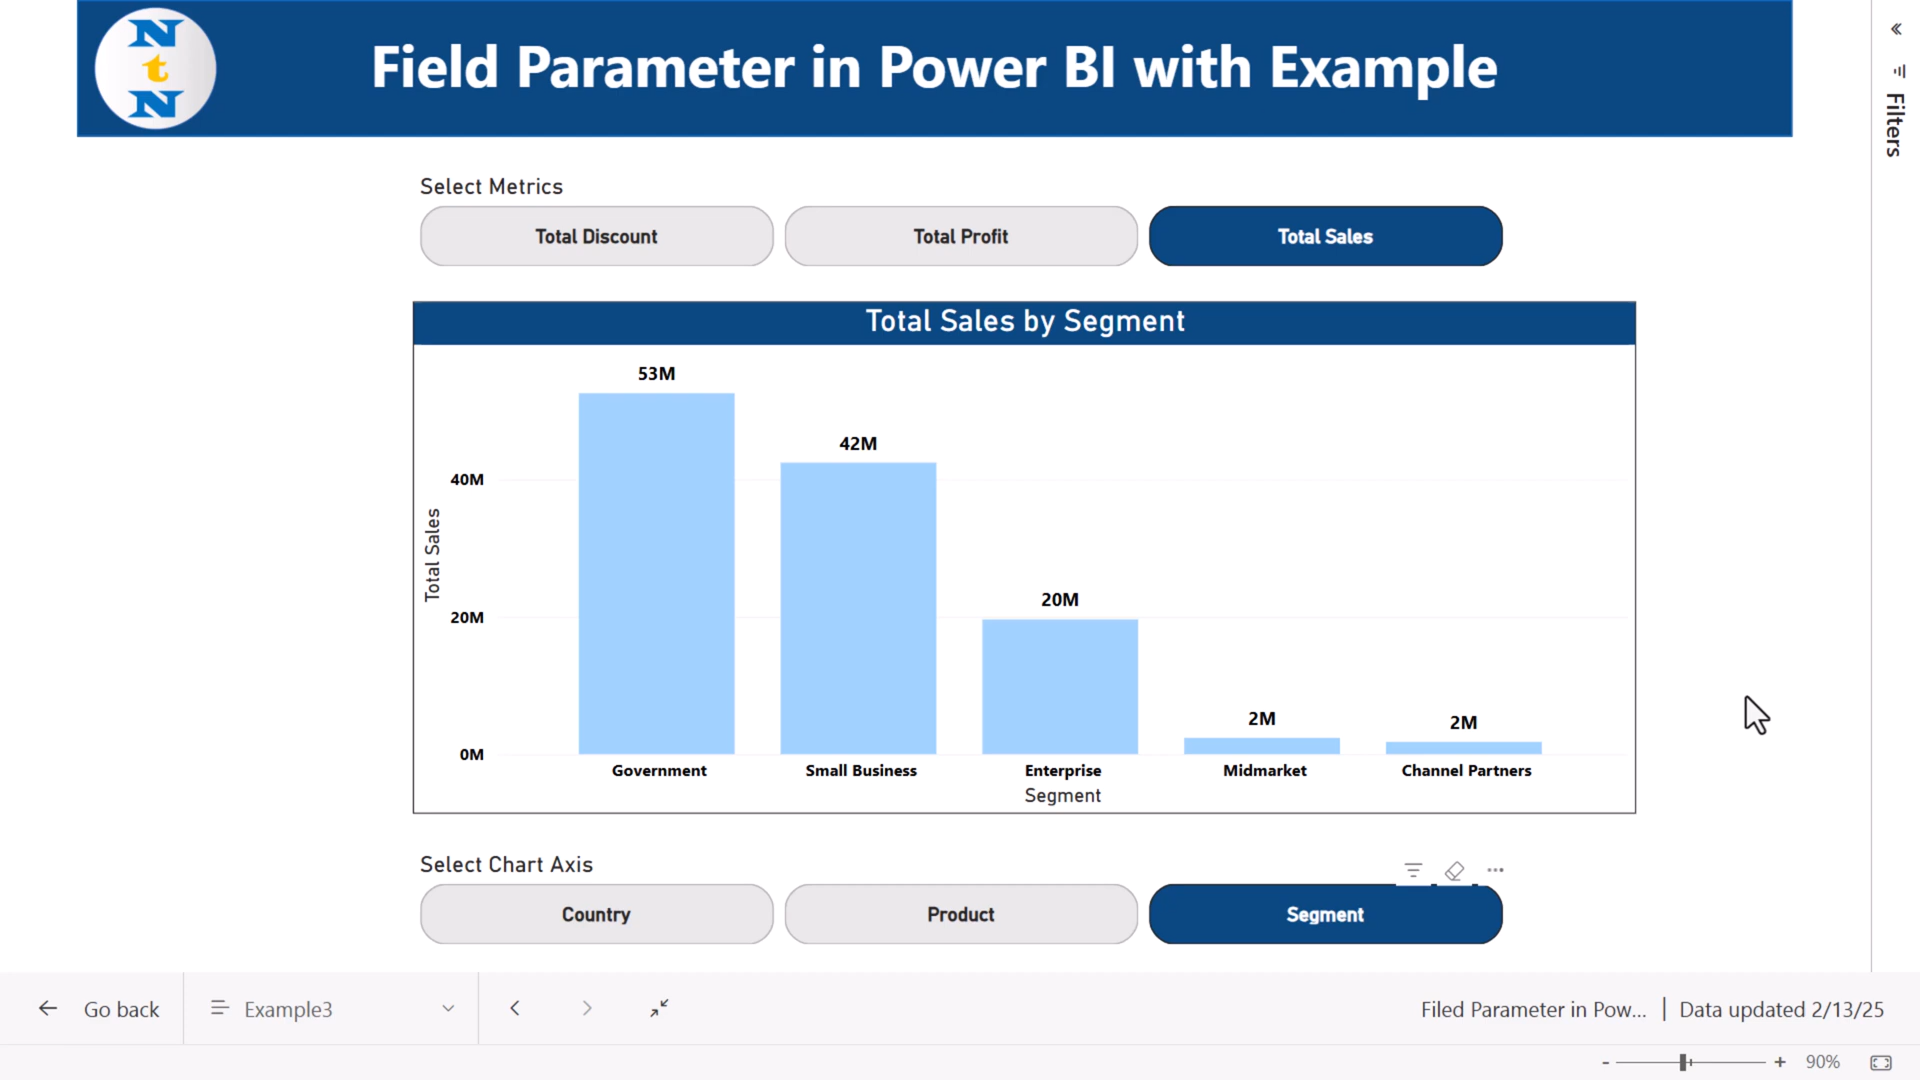 N
t
N
Field Parameter in Power BI with Example
Filters
Select Metrics
Total Discount
Total Profit
Total Sales
Total Sales by Segment
53M
42M
40M
20M
20M
2M
2M
0M
Total Sales
Government
Small Business
Enterprise
Midmarket
Channel Partners
Segment
Select Chart Axis
Country
Product
Segment
Go back
Example3
Filed Parameter in Pow... | Data updated 2/13/25
- + 90%